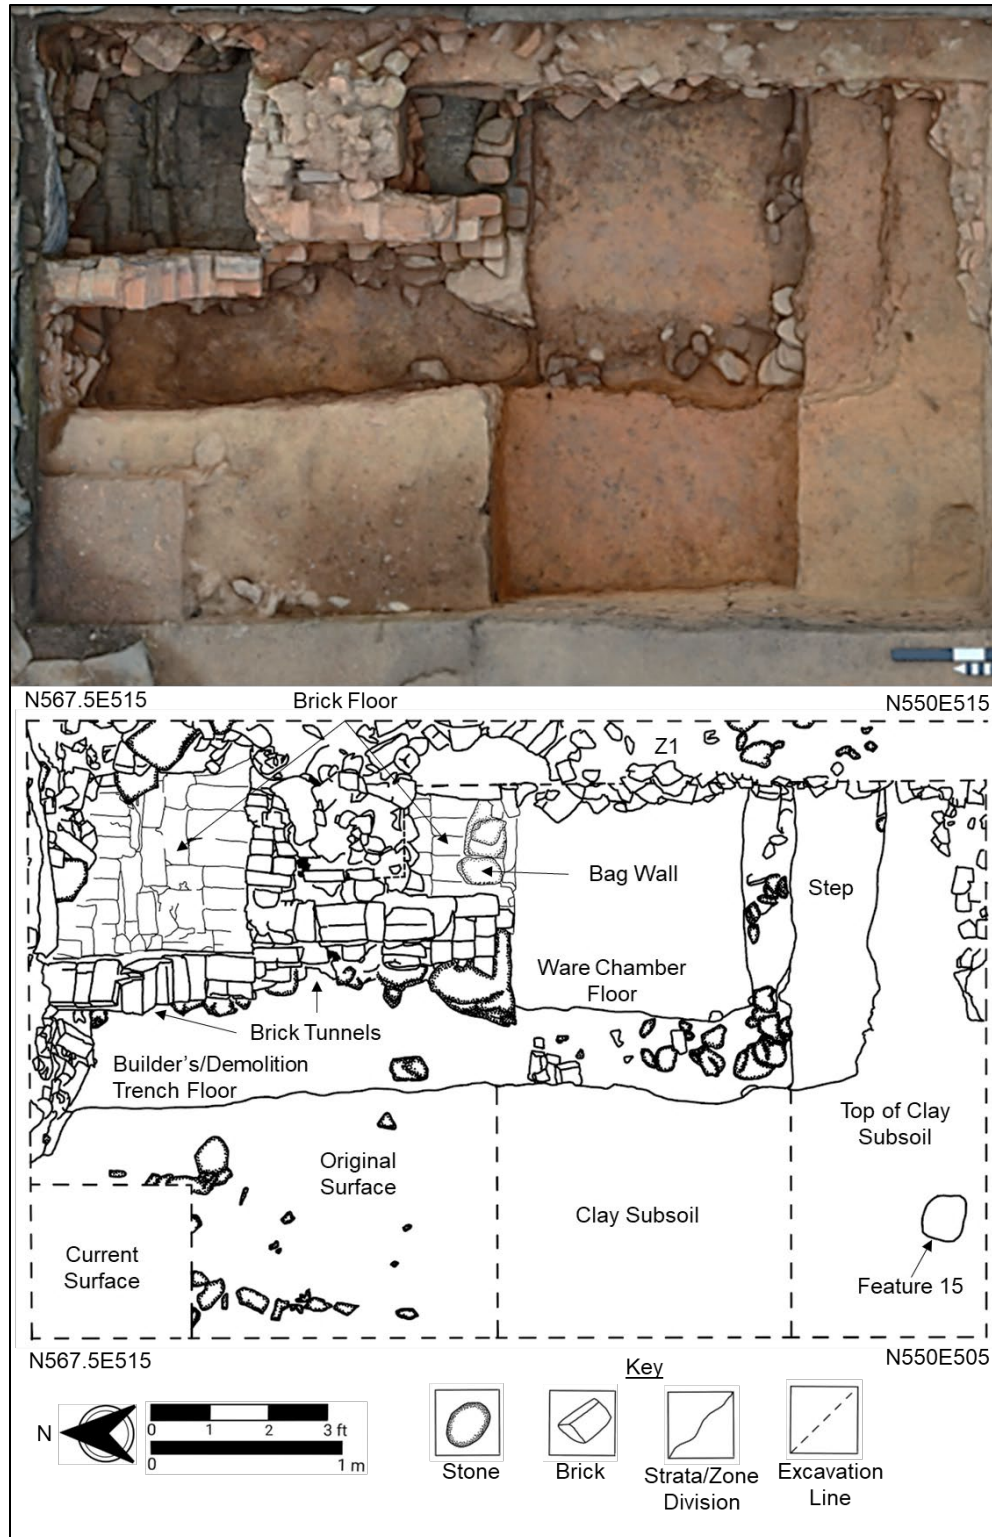 N567.5E515
Brick Floor
N550E515
Z1
Bag Wall
Step
Ware Chamber
Floor
Brick Tunnels
Builder's/Demolition
Trench Floor
Top of Clay
Subsoil
Original
Surface
Clay Subsoil
Current
Surface
Feature 15
N567.5E515
N550E505
Key
N
0 1 2 3 ft
0 1 m
Stone
Brick
Strata/Zone
Division
Excavation
Line